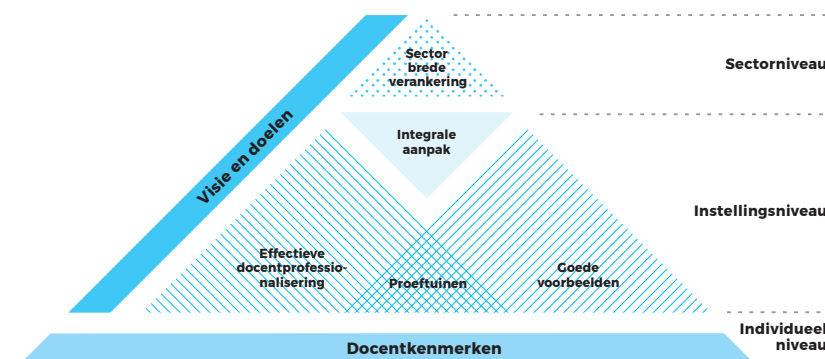 Sector
brede
verankering
Sectorniveau
Visie en doelen
Integrale
aanpak
Instellingsniveau
Effectieve
docentprofessio-
nalisering
Proeftuinen
Goede
voorbeelden
Individueel
niveau
Docentkenmerken